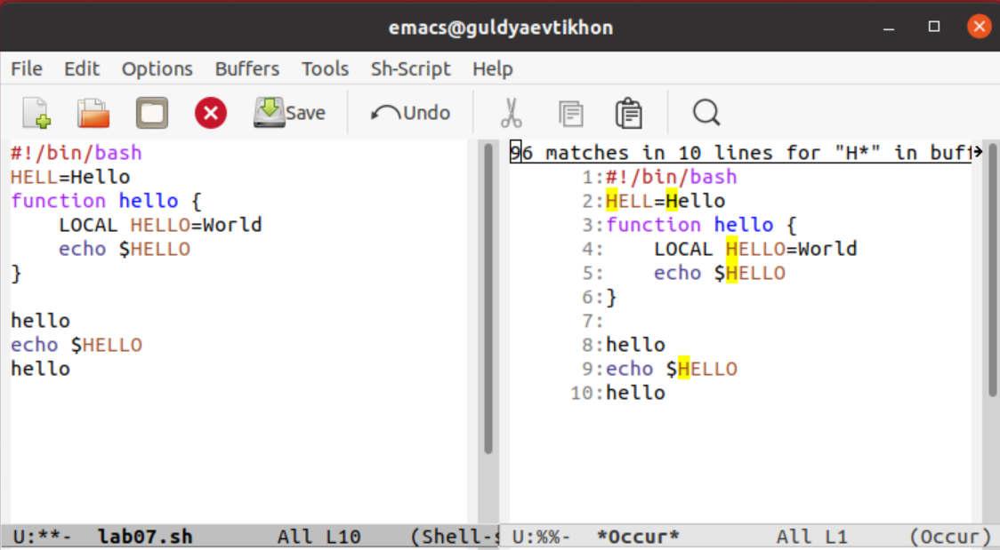 emacs@guldyaevtikhon
File Edit Options Buffers Tools Sh-Script Help
Save Undo
#!/bin/bash
HELL=Hello
function hello {
    LOCAL HELLO=World
    echo $HELLO
}
hello
echo $HELLO
hello
U:**- lab07.sh All L10 (Shell-s
96 matches in 10 lines for "H*" in buff
1:#!/bin/bash
2:HELL=Hello
3:function hello {
4:    LOCAL HELLO=World
5:    echo $HELLO
6:}
7:
8:hello
9:echo $HELLO
10:hello
U:%%- *Occur* All L1 (Occur)